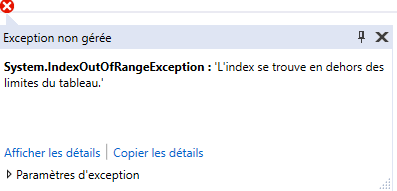 Exception non gérée
System.IndexOutOfRangeException : 'L'index se trouve en dehors des
limites du tableau.'
Afficher les détails | Copier les détails
Paramètres d'exception